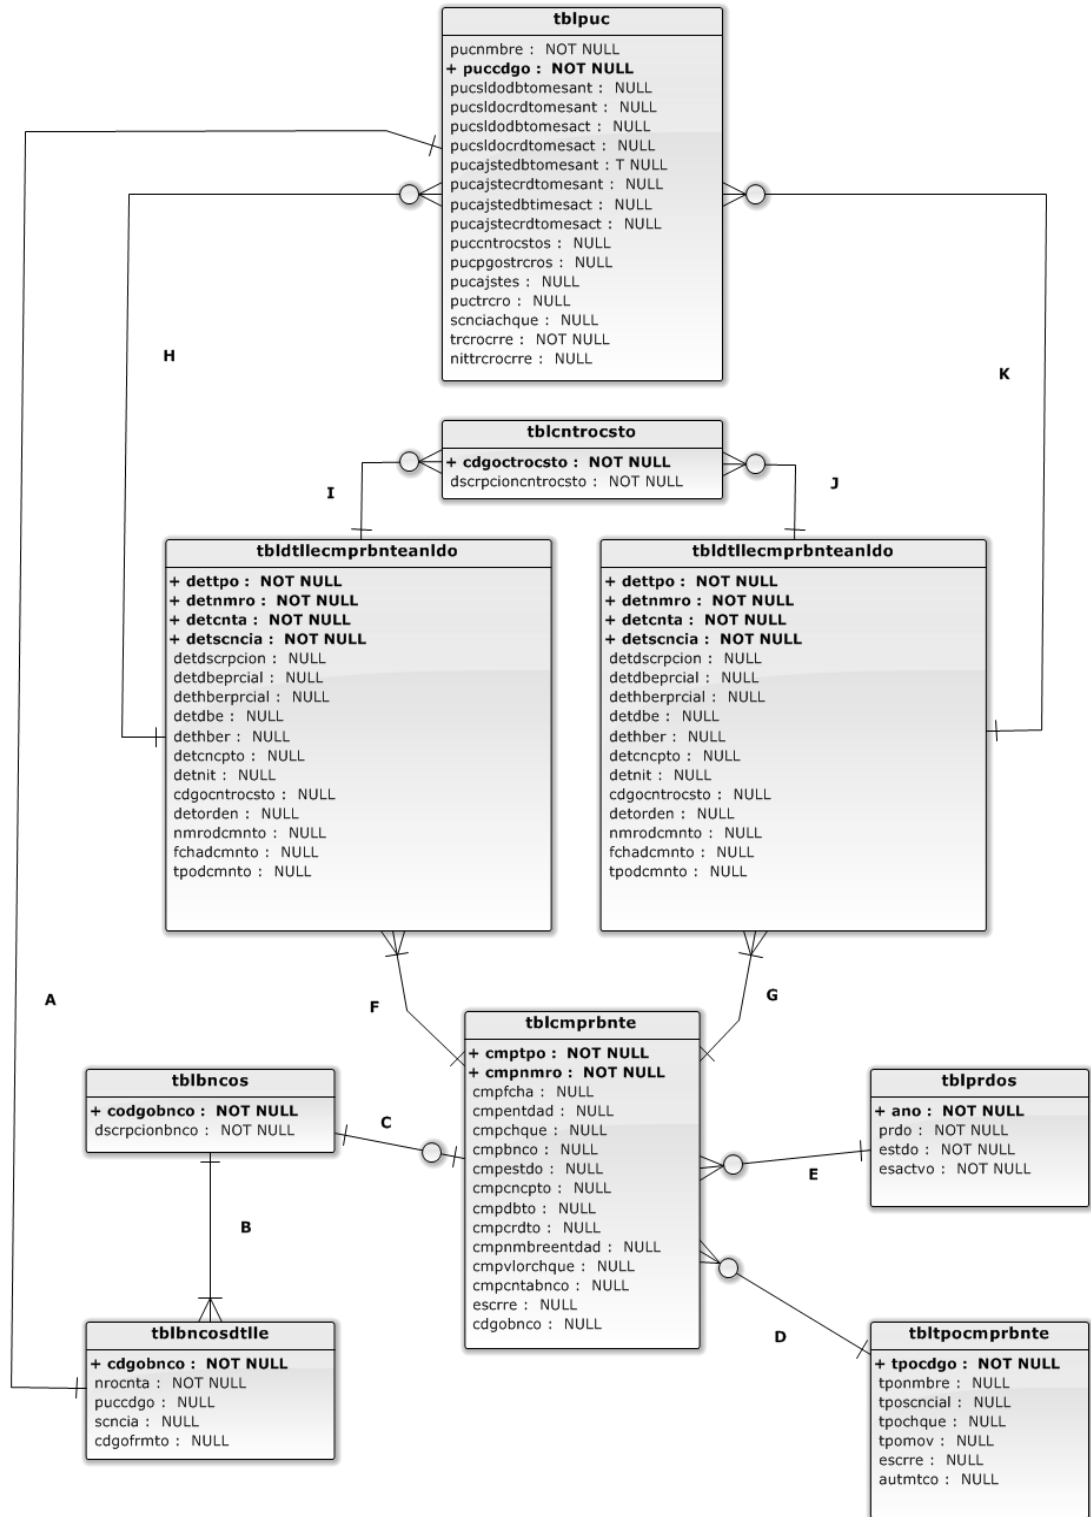 tblpuc
pucnmbre : NOT NULL
+ puccdgo : NOT NULL
pucsldodbtomesant : NULL
pucsldocrdtomesant : NULL
pucsldodbtomesact : NULL
pucsldocrdtomesact : NULL
pucajstedbtomesant : T NULL
pucajstecrdtomesant : NULL
pucajstedbtimesact : NULL
pucajstecrdtomesact : NULL
puccntrocstos : NULL
pucpgostrcros : NULL
pucajstes : NULL
puctrcro : NULL
scnciachque : NULL
trcrocrre : NOT NULL
nittrcrocrre : NULL
H
K
tblcntrocsto
+ cdgoctrocsto : NOT NULL
dscrpcioncntrocsto : NOT NULL
I
J
tbldtllecmprbnteanldo
+ dettpo : NOT NULL
+ detnmro : NOT NULL
+ detcnta : NOT NULL
+ detscncia : NOT NULL
detdscrpcion : NULL
detdbeprcial : NULL
dethberprcial : NULL
detdbe : NULL
dethber : NULL
detcncpto : NULL
detnit : NULL
cdgocntrocsto : NULL
detorden : NULL
nmrodcmnto : NULL
fchadcmnto : NULL
tpodcmnto : NULL
tbldtllecmprbnteanldo
+ dettpo : NOT NULL
+ detnmro : NOT NULL
+ detcnta : NOT NULL
+ detscncia : NOT NULL
detdscrpcion : NULL
detdbeprcial : NULL
dethberprcial : NULL
detdbe : NULL
dethber : NULL
detcncpto : NULL
detnit : NULL
cdgocntrocsto : NULL
detorden : NULL
nmrodcmnto : NULL
fchadcmnto : NULL
tpodcmnto : NULL
A
F
G
tblcmprbnte
+ cmptpo : NOT NULL
+ cmpnmro : NOT NULL
cmpfcha : NULL
cmpentdad : NULL
cmpchque : NULL
cmpbnco : NULL
cmpestdo : NULL
cmpcncpto : NULL
cmpdbto : NULL
cmpcrdto : NULL
cmpnmbreentdad : NULL
cmpvlorchque : NULL
cmpcntabnco : NULL
escrre : NULL
cdgobnco : NULL
tblbncos
+ codgobnco : NOT NULL
dscrpcionbnco : NOT NULL
C
B
tblprdos
+ ano : NOT NULL
prdo : NOT NULL
estdo : NOT NULL
esactvo : NOT NULL
E
D
tblbncosdtlle
+ cdgobnco : NOT NULL
nrocnta : NOT NULL
puccdgo : NULL
scncia : NULL
cdgofrmto : NULL
tbltpocmprbnte
+ tpocdgo : NOT NULL
tponmbre : NULL
tposcncial : NULL
tpochque : NULL
tpomov : NULL
escrre : NULL
autmtco : NULL